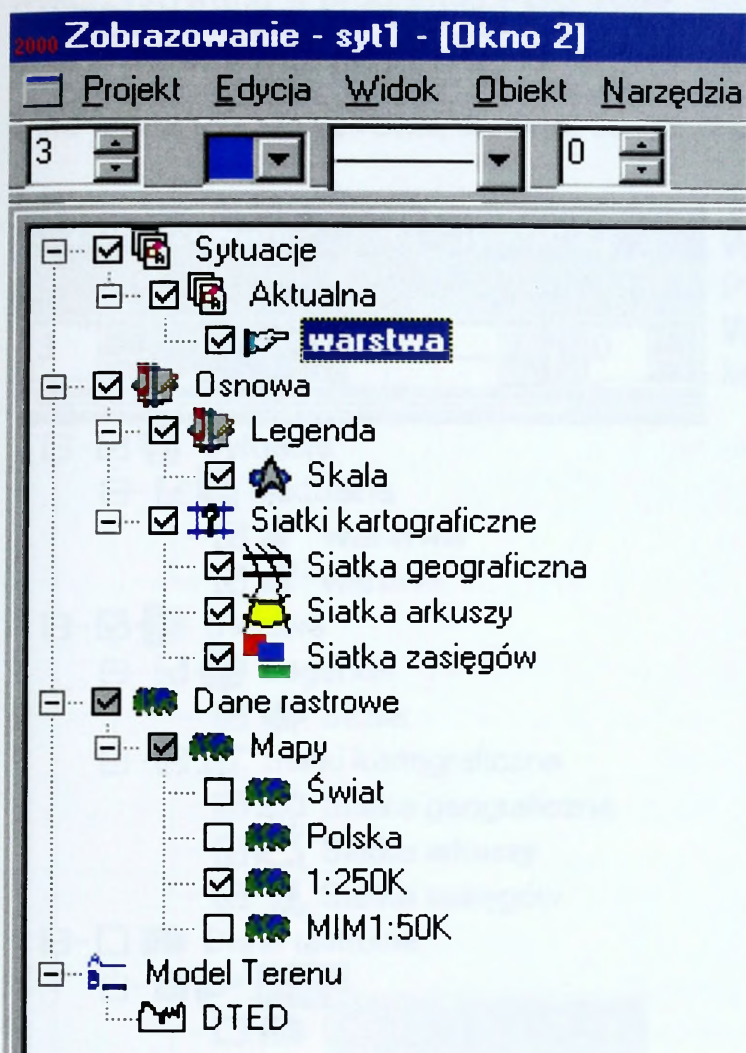 2000 Zobrazowanie - syt1 - [Okno 2]
Projekt Edycja Widok Obiekt Narzędzia
3 0
Sytuacje
Aktualna
warstwa
Osnowa
Legenda
Skala
Siatki kartograficzne
Siatka geograficzna
Siatka arkuszy
Siatka zasięgów
Dane rastrowe
Mapy
Świat
Polska
1:250K
MIM1:50K
Model Terenu
DTED